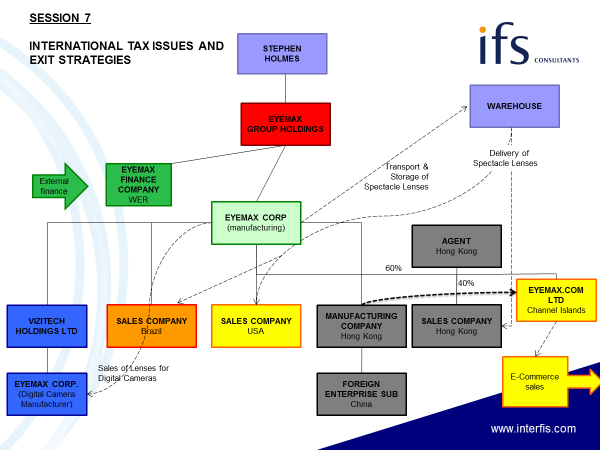 SESSION 7
INTERNATIONAL TAX ISSUES AND
EXIT STRATEGIES
STEPHEN
HOLMES
ifs CONSULTANTS
EYEMAX
GROUP HOLDINGS
WAREHOUSE
External
finance
EYEMAX
FINANCE
COMPANY
WER
Transport &
Storage of
Spectacle Lenses
Delivery of
Spectacle Lenses
EYEMAX CORP
(manufacturing)
AGENT
Hong Kong
60%
40%
EYEMAX.COM
LTD
Channel Islands
VIZITECH
HOLDINGS LTD
SALES COMPANY
Brazil
SALES COMPANY
USA
MANUFACTURING
COMPANY
Hong Kong
SALES COMPANY
Hong Kong
Sales of Lenses for
Digital Cameras
EYEMAX CORP.
(Digital Camera
Manufacturer)
FOREIGN
ENTERPRISE SUB
China
E-Commerce
sales
www.interfis.com